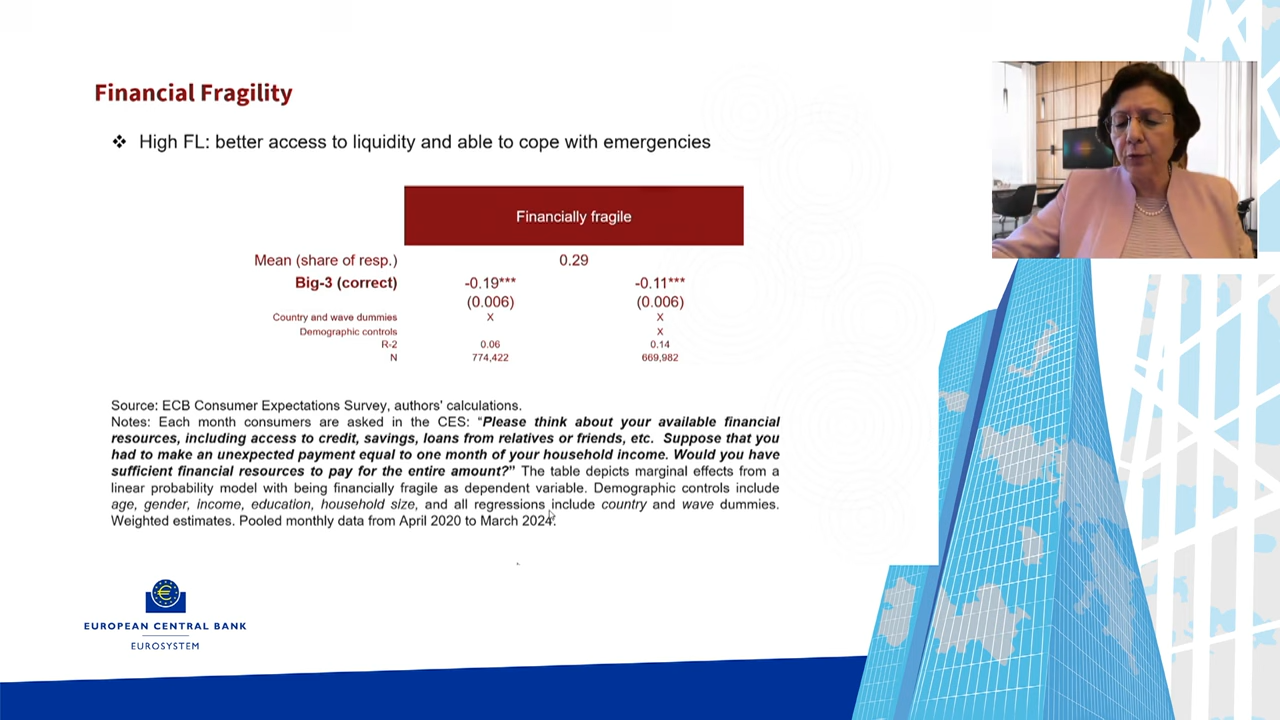 Financial Fragility
❖ High FL: better access to liquidity and able to cope with emergencies
Financially fragile
Mean (share of resp.) 0.29
Big-3 (correct) -0.19*** -0.11***
(0.006) (0.006)
Country and wave dummies X X
Demographic controls X
R-2 0.06 0.14
N 774,422 669,982
Source: ECB Consumer Expectations Survey, authors' calculations.
Notes: Each month consumers are asked in the CES: “Please think about your available financial
resources, including access to credit, savings, loans from relatives or friends, etc. Suppose that you
had to make an unexpected payment equal to one month of your household income. Would you have
sufficient financial resources to pay for the entire amount?” The table depicts marginal effects from a
linear probability model with being financially fragile as dependent variable. Demographic controls include
age, gender, income, education, household size, and all regressions include country and wave dummies.
Weighted estimates. Pooled monthly data from April 2020 to March 2024.
EUROPEAN CENTRAL BANK
EUROSYSTEM